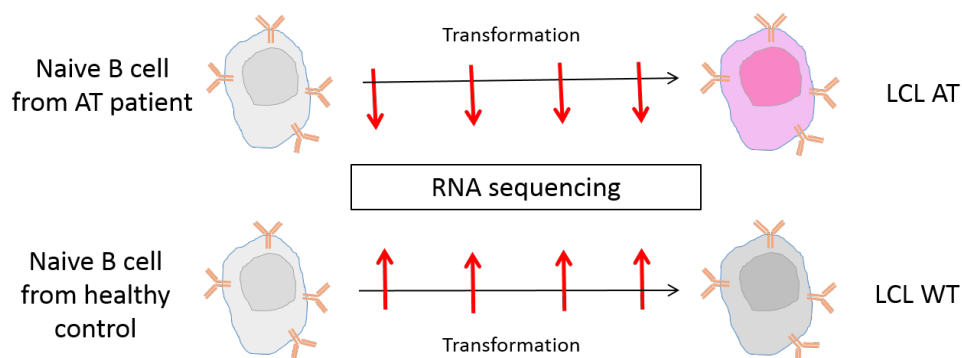 Transformation
Naive B cell
from AT patient
LCL AT
RNA sequencing
Naive B cell
from healthy
control
LCL WT
Transformation